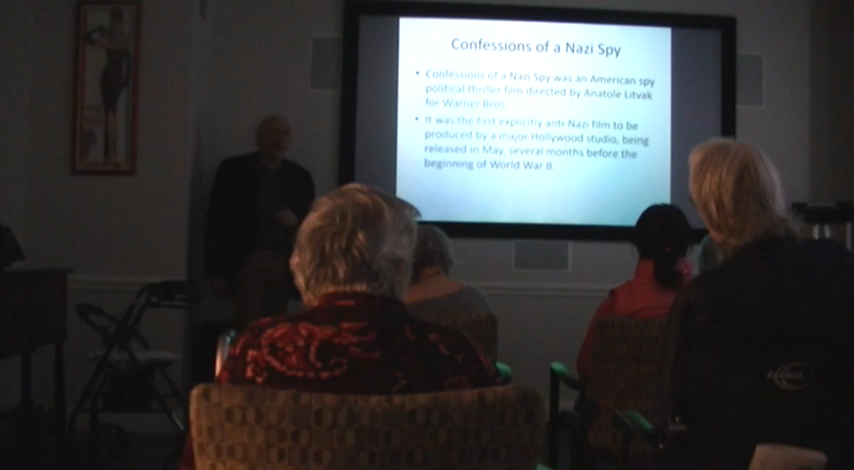 Confessions of a Nazi Spy
• Confessions of a Nazi Spy was an American spy
political thriller film directed by Anatole Litvak
for Warner Bros.
• It was the first explicitly anti Nazi film to be
produced by a major Hollywood studio, being
released in May, several months before the
beginning of World War II.